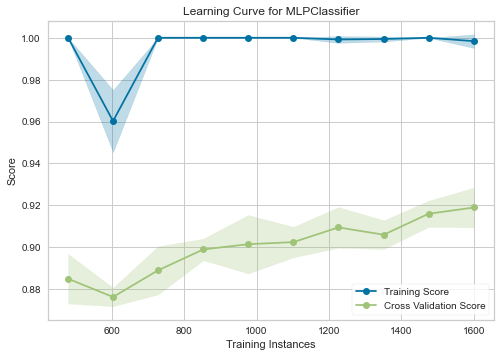 Learning Curve for MLPClassifier
1.00
0.98
0.96
0.94
0.92
0.90
0.88
Score
600
800
1000
1200
1400
1600
Training Instances
Training Score
Cross Validation Score